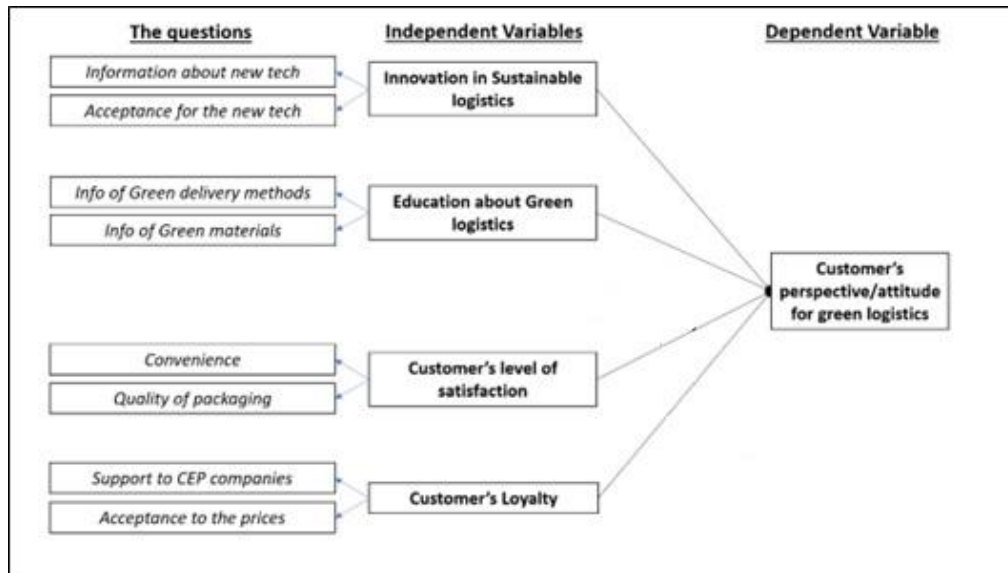 The questions
Independent Variables
Dependent Variable
Information about new tech
Acceptance for the new tech
Innovation in Sustainable
logistics
Info of Green delivery methods
Info of Green materials
Education about Green
logistics
Customer's
perspective/attitude
for green logistics
Convenience
Quality of packaging
Customer's level of
satisfaction
Support to CEP companies
Acceptance to the prices
Customer's Loyalty